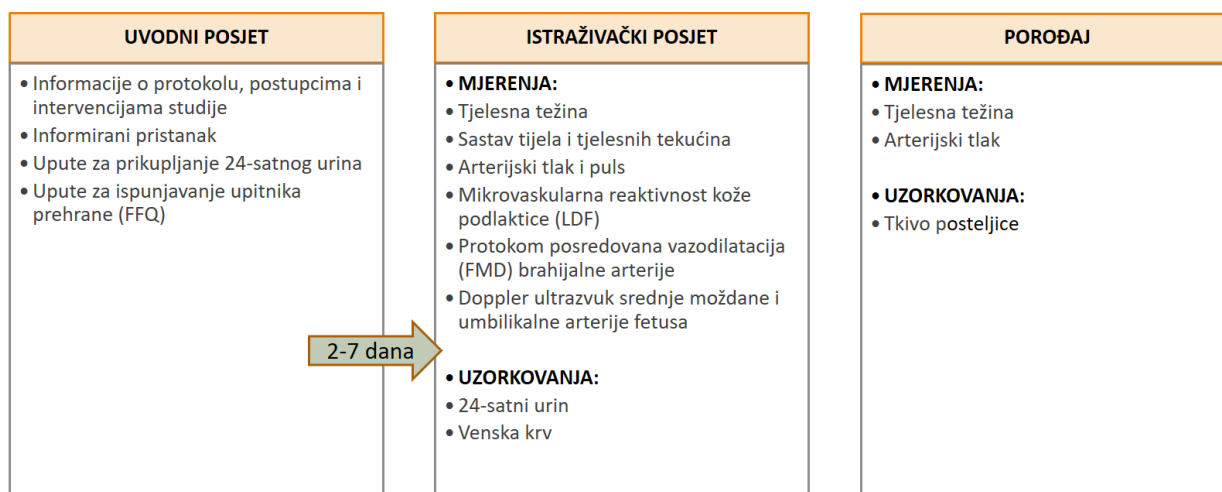 UVODNI POSJET
• Informacije o protokolu, postupcima i
intervencijama studije
• Informirani pristanak
• Upute za prikupljanje 24-satnog urina
• Upute za ispunjavanje upitnika
prehrane (FFQ)
2-7 dana
ISTRAŽIVAČKI POSJET
• MJERENJA:
• Tjelesna težina
• Sastav tijela i tjelesnih tekućina
• Arterijski tlak i puls
• Mikrovaskularna reaktivnost kože
podlaktice (LDF)
• Protokom posredovana vazodilatacija
(FMD) brahijalne arterije
• Doppler ultrazvuk srednje moždane i
umbilikalne arterije fetusa
• UZORKOVANJA:
• 24-satni urin
• Venska krv
POROĐAJ
• MJERENJA:
• Tjelesna težina
• Arterijski tlak
• UZORKOVANJA:
• Tkivo posteljice